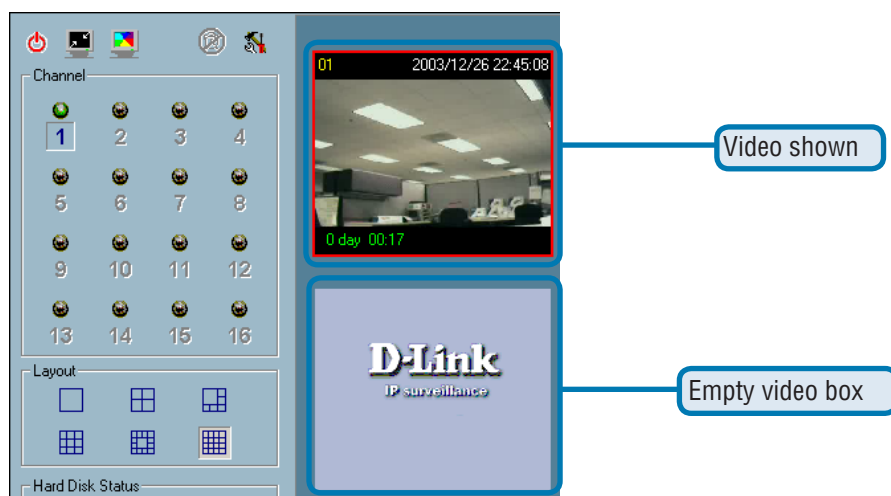 Channel
1 2 3 4
5 6 7 8
9 10 11 12
13 14 15 16
Layout
Hard Disk Status
01 2003/12/26 22:45:08
0 day 00:17
D-Link
IP surveillance
Video shown
Empty video box